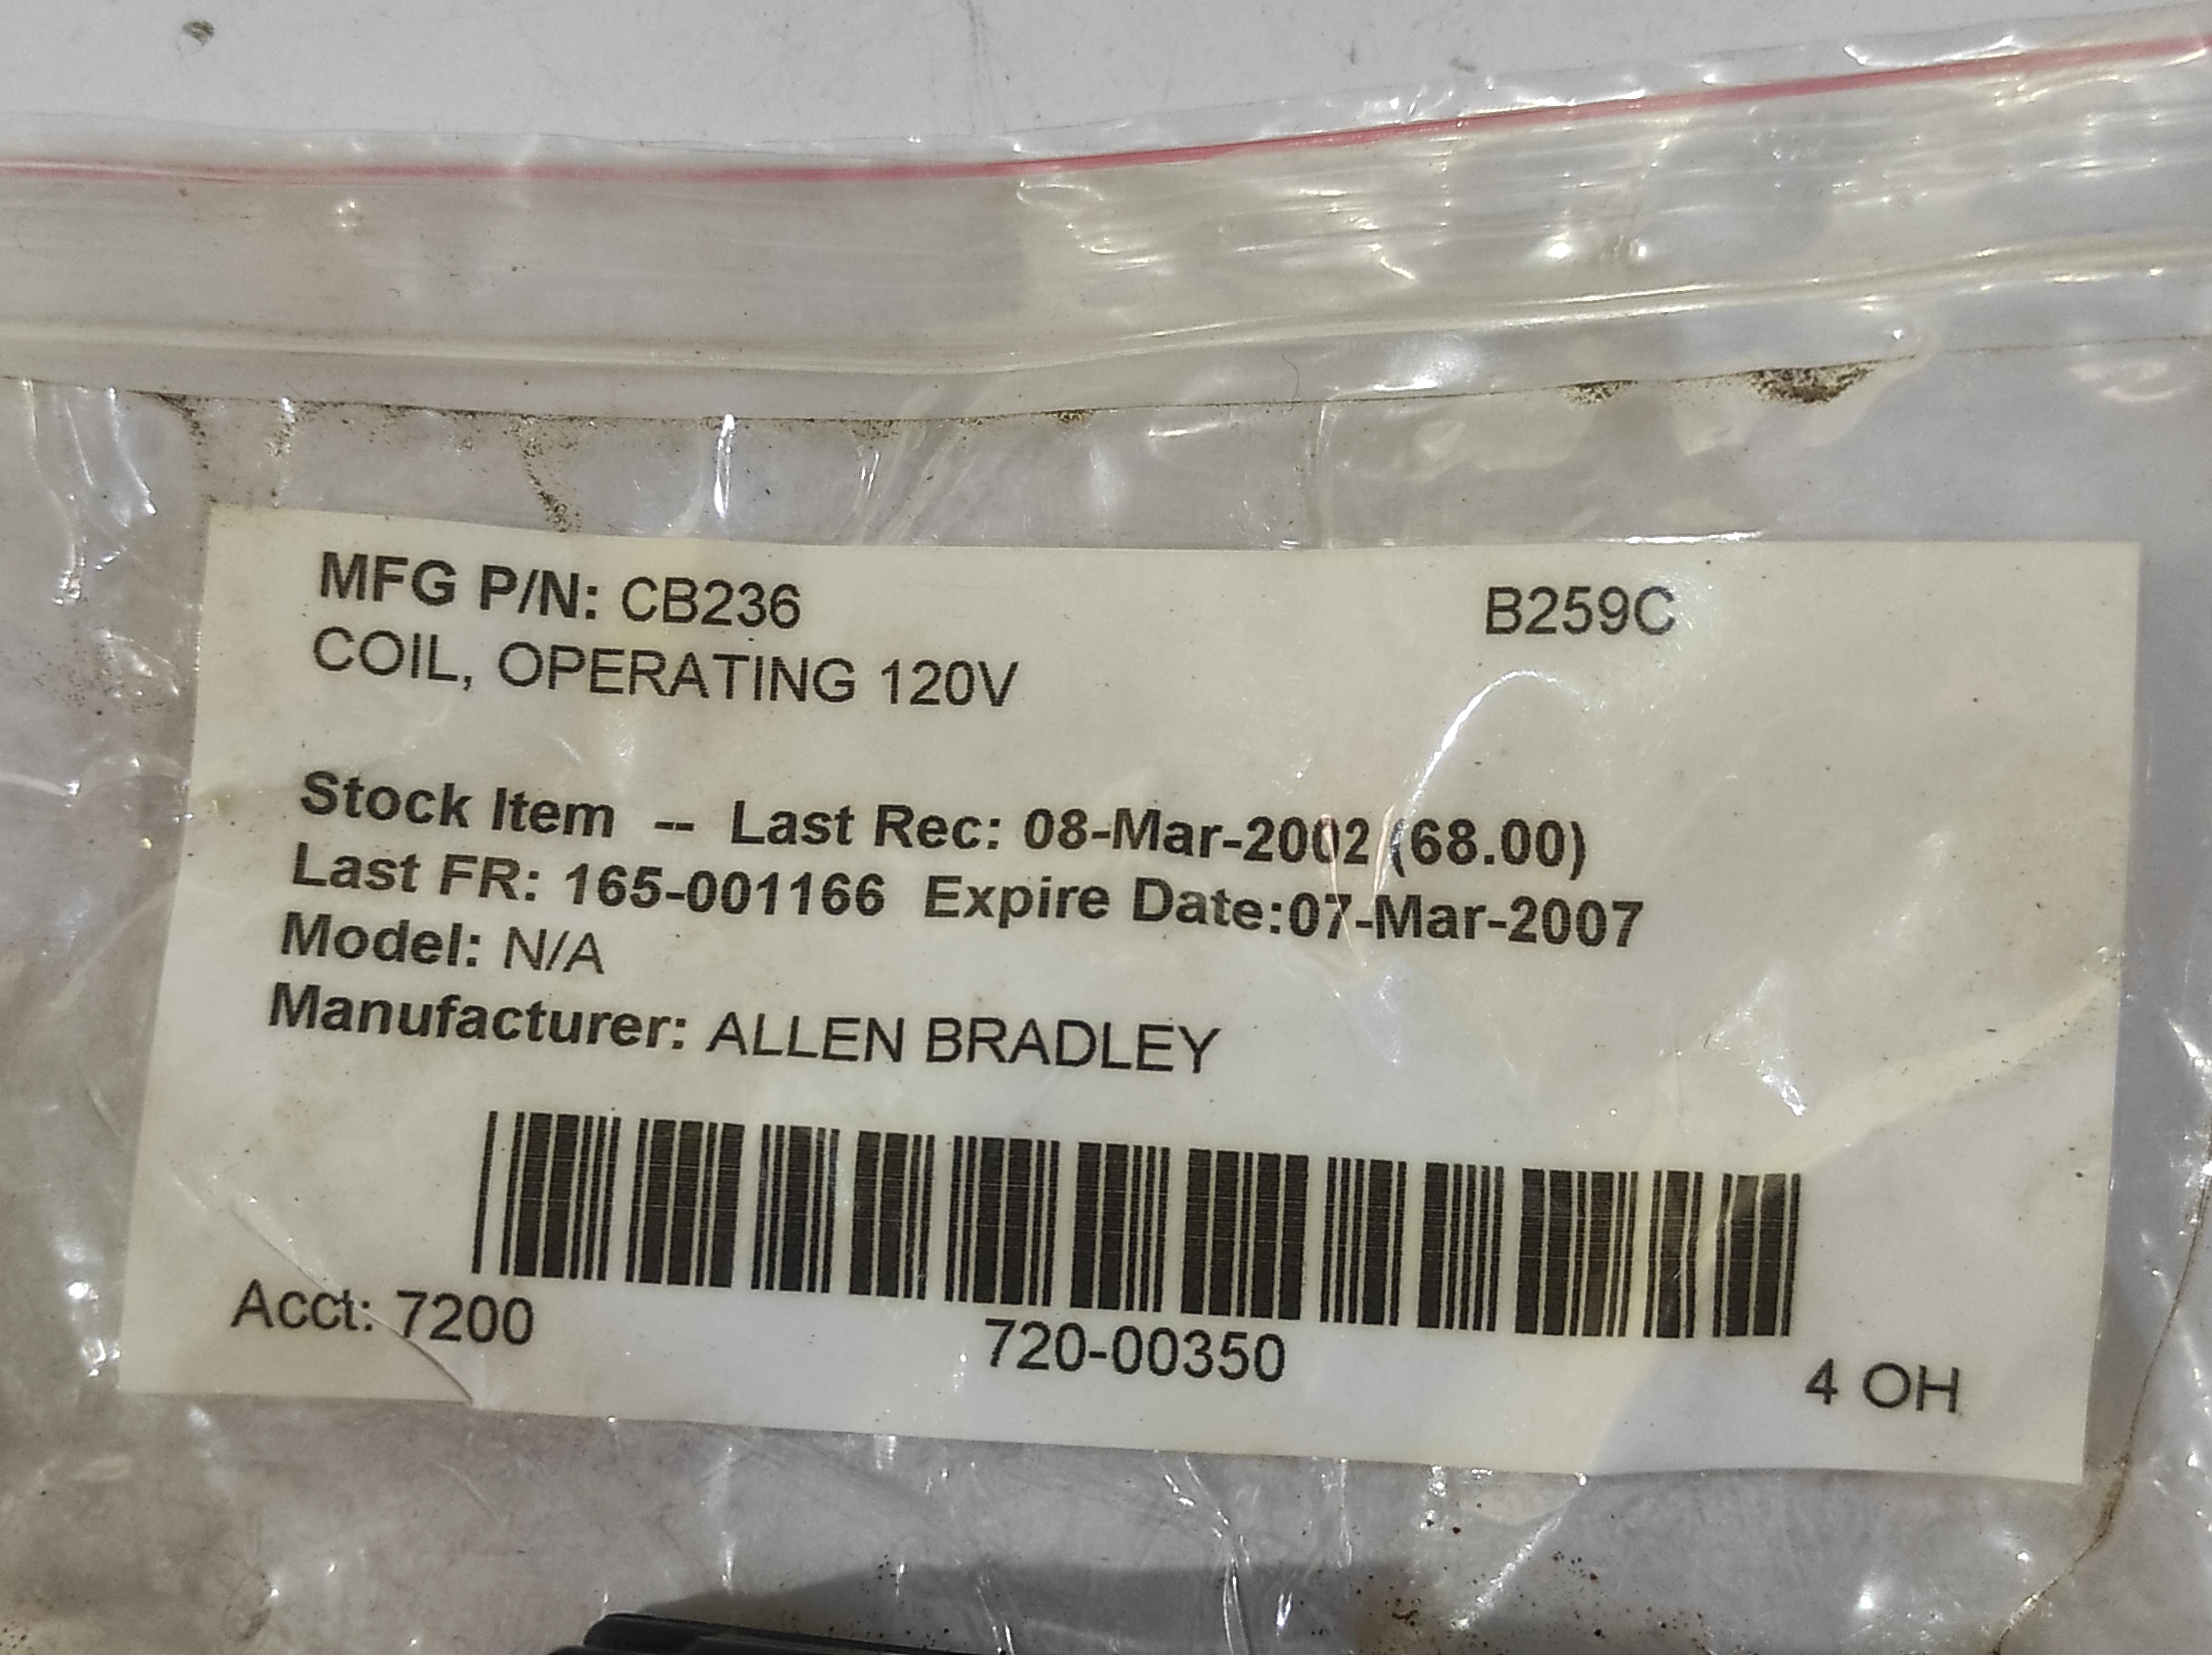 MFG P/N: CB236 B259C
COIL, OPERATING 120V
Stock Item -- Last Rec: 08-Mar-2002 (68.00)
Last FR: 165-001166 Expire Date:07-Mar-2007
Model: N/A
Manufacturer: ALLEN BRADLEY
Acct: 7200 720-00350 4 OH